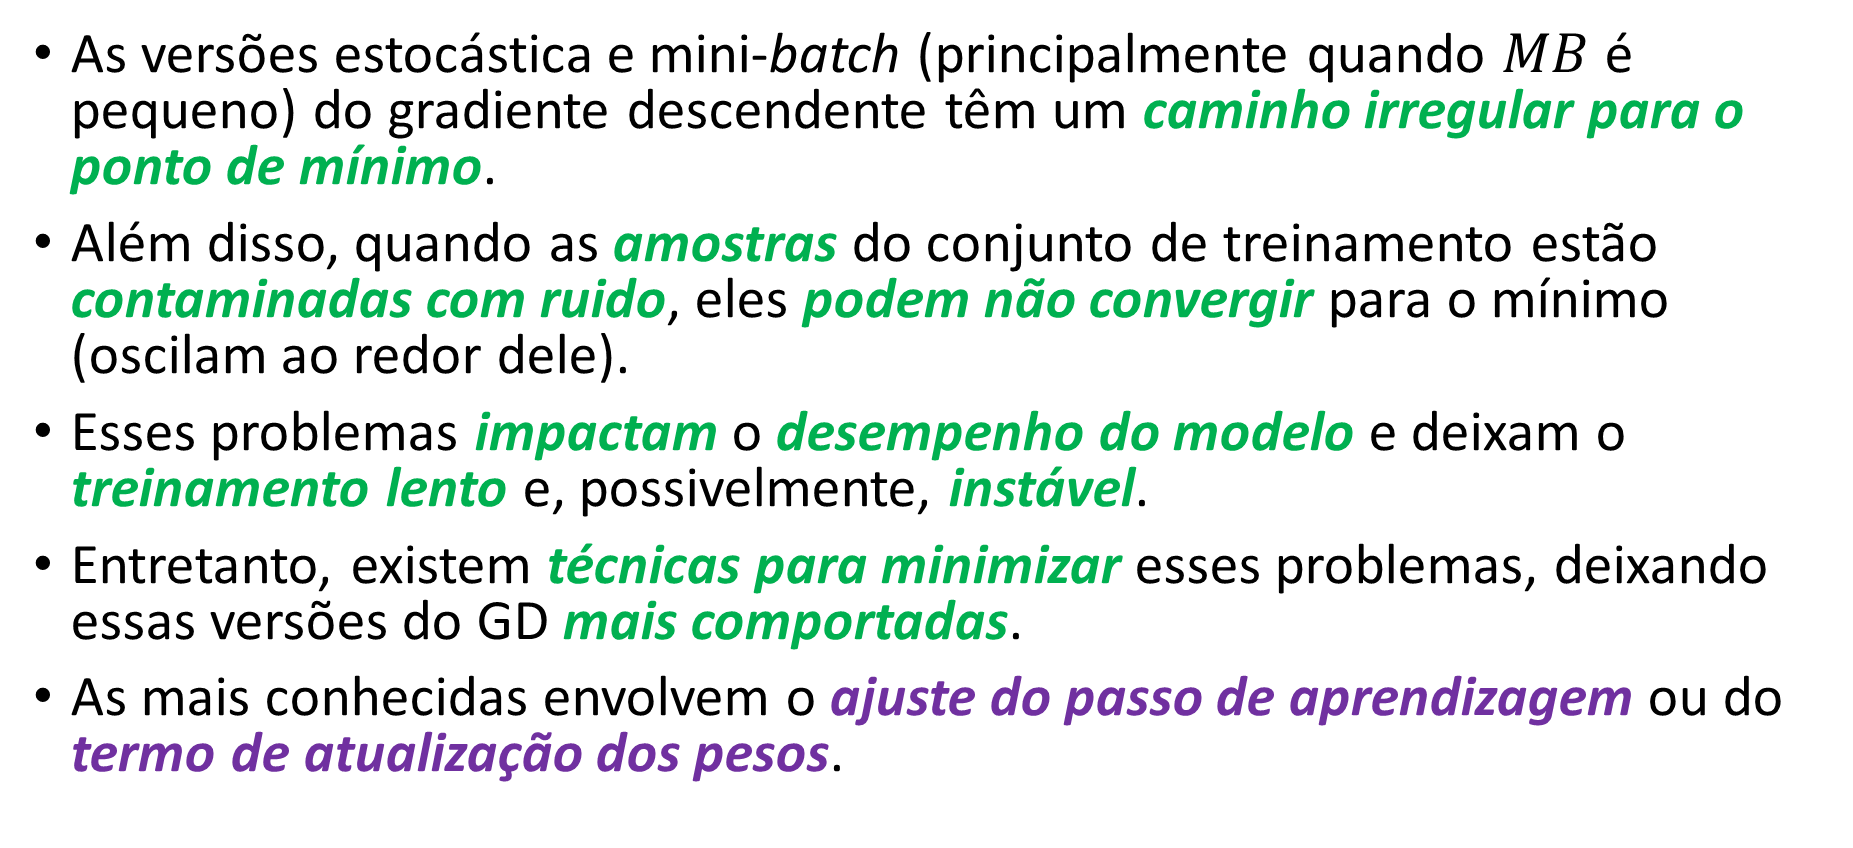 • As versões estocástica e mini-batch (principalmente quando MB é
pequeno) do gradiente descendente têm um caminho irregular para o
ponto de mínimo.
• Além disso, quando as amostras do conjunto de treinamento estão
contaminadas com ruido, eles podem não convergir para o mínimo
(oscilam ao redor dele).
• Esses problemas impactam o desempenho do modelo e deixam o
treinamento lento e, possivelmente, instável.
• Entretanto, existem técnicas para minimizar esses problemas, deixando
essas versões do GD mais comportadas.
• As mais conhecidas envolvem o ajuste do passo de aprendizagem ou do
termo de atualização dos pesos.